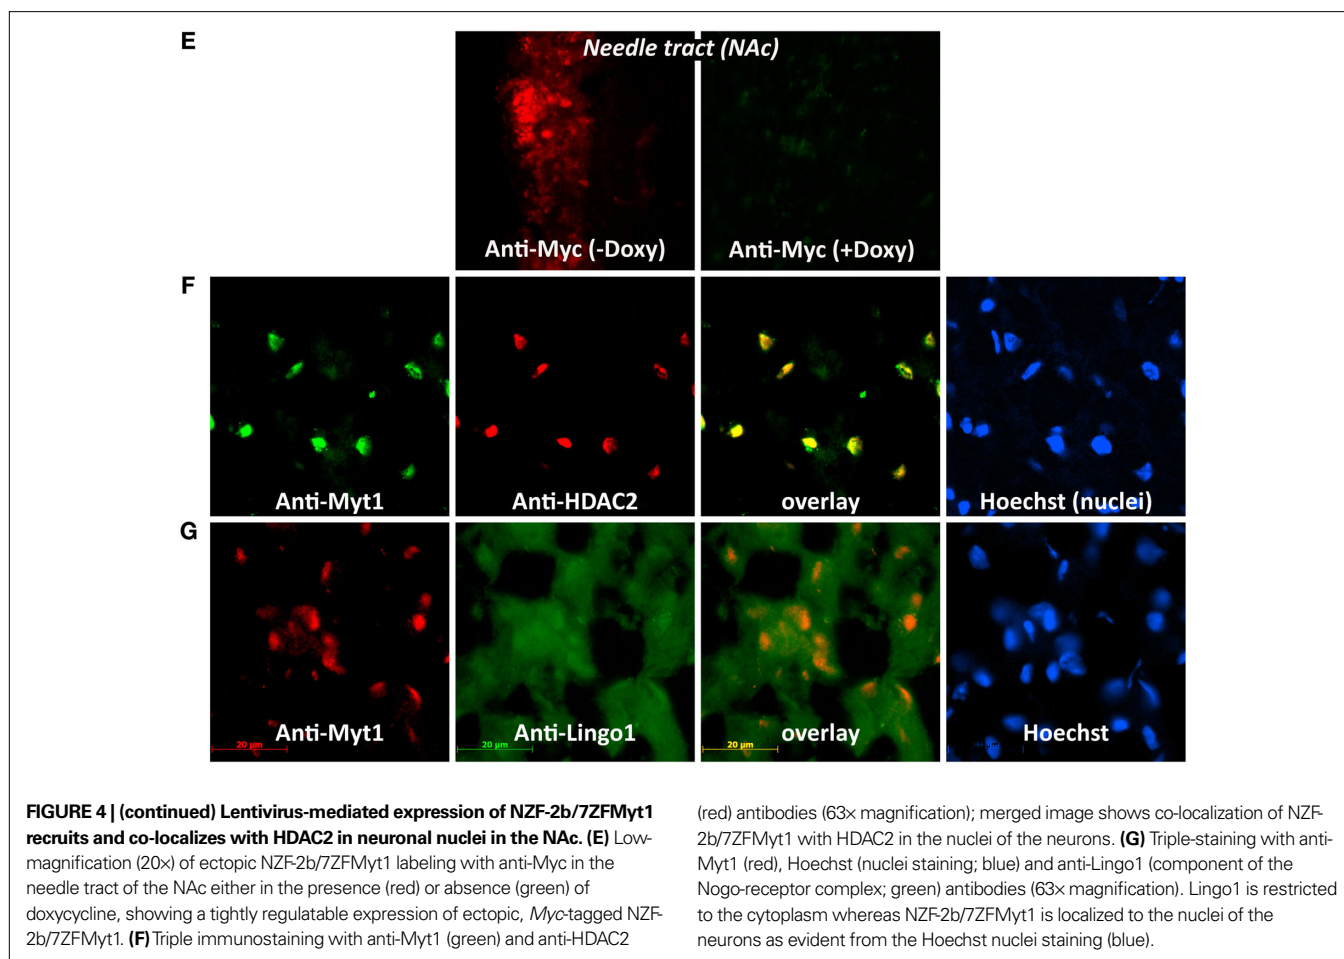 E
Needle tract (NAc)
Anti-Myc (-Doxy)
Anti-Myc (+Doxy)
F
Anti-Myt1
Anti-HDAC2
overlay
Hoechst (nuclei)
G
Anti-Myt1
Anti-Lingo1
overlay
Hoechst
20 µm
20 µm
20 µm
FIGURE 4 | (continued) Lentivirus-mediated expression of NZF-2b/7ZFMyt1
recruits and co-localizes with HDAC2 in neuronal nuclei in the NAc. (E) Low-
magnification (20×) of ectopic NZF-2b/7ZFMyt1 labeling with anti-Myc in the
needle tract of the NAc either in the presence (red) or absence (green) of
doxycycline, showing a tightly regulatable expression of ectopic, Myc-tagged NZF-
2b/7ZFMyt1. (F) Triple immunostaining with anti-Myt1 (green) and anti-HDAC2
(red) antibodies (63× magnification); merged image shows co-localization of NZF-
2b/7ZFMyt1 with HDAC2 in the nuclei of the neurons. (G) Triple-staining with anti-
Myt1 (red), Hoechst (nuclei staining; blue) and anti-Lingo1 (component of the
Nogo-receptor complex; green) antibodies (63× magnification). Lingo1 is restricted
to the cytoplasm whereas NZF-2b/7ZFMyt1 is localized to the nuclei of the
neurons as evident from the Hoechst nuclei staining (blue).